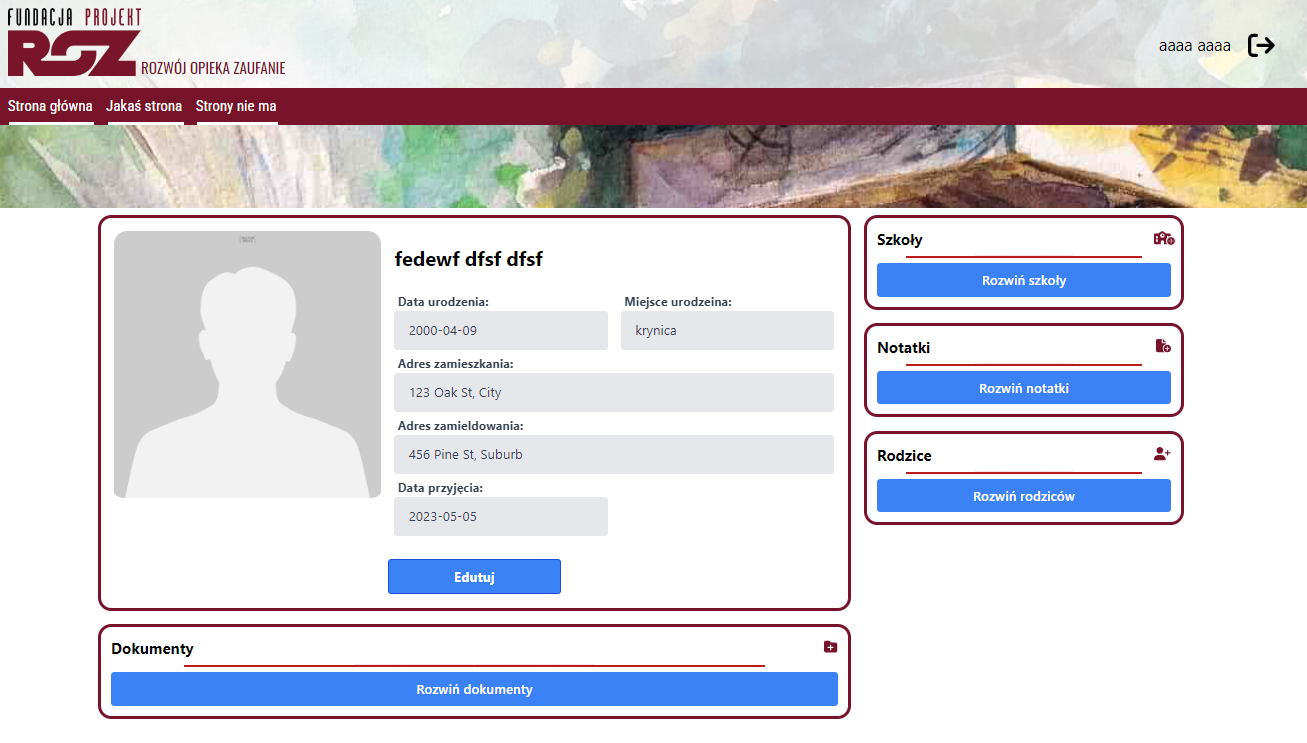 FUNDACJA PROJEKT
ROZ ROZWÓJ OPIEKA ZAUFANIE
aaaa aaaa
Strona główna Jakaś strona Strony nie ma
fedewf dfsf dfsf
Data urodzenia: Miejsce urodzeina:
2000-04-09 krynica
Adres zamieszkania:
123 Oak St, City
Adres zamieldowania:
456 Pine St, Suburb
Data przyjęcia:
2023-05-05
Edutuj
Dokumenty
Rozwiń dokumenty
Szkoły
Rozwiń szkoły
Notatki
Rozwiń notatki
Rodzice
Rozwiń rodziców